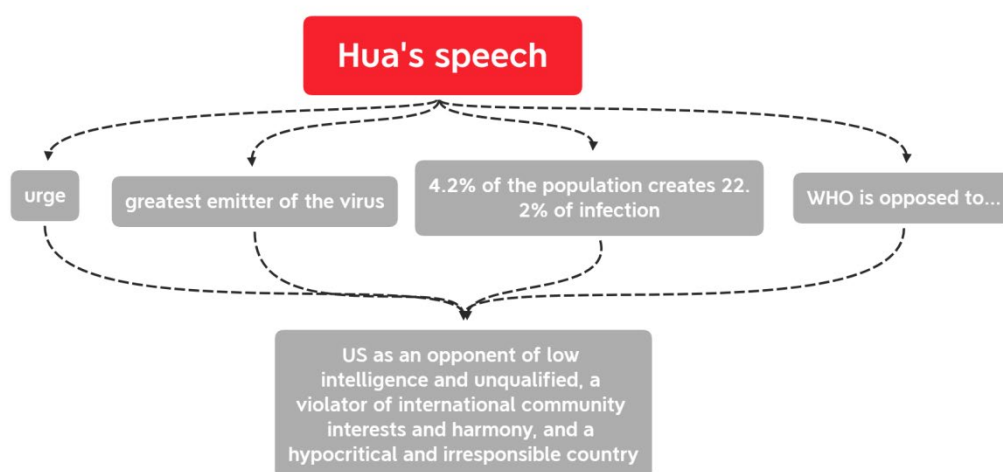 Hua's speech
urge
greatest emitter of the virus
4.2% of the population creates 22.
2% of infection
WHO is opposed to...
US as an opponent of low
intelligence and unqualified, a
violator of international community
interests and harmony, and a
hypocritical and irresponsible country